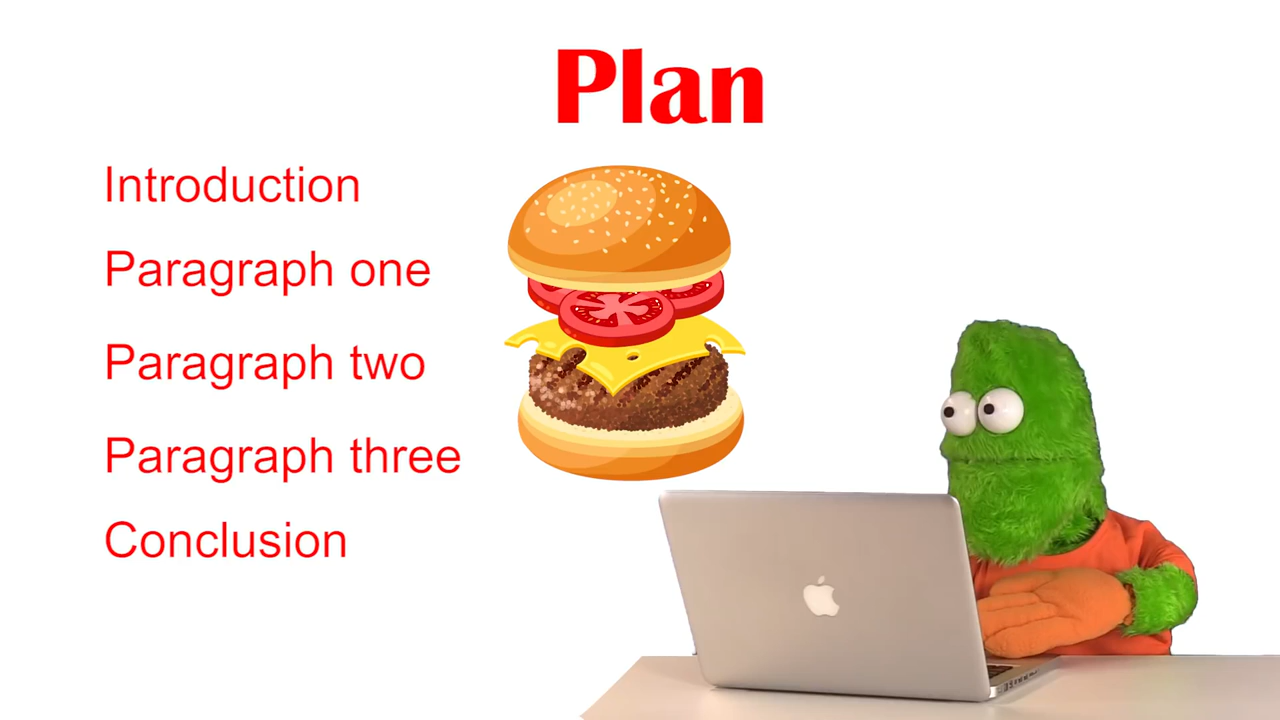 Plan
Introduction
Paragraph one
Paragraph two
Paragraph three
Conclusion